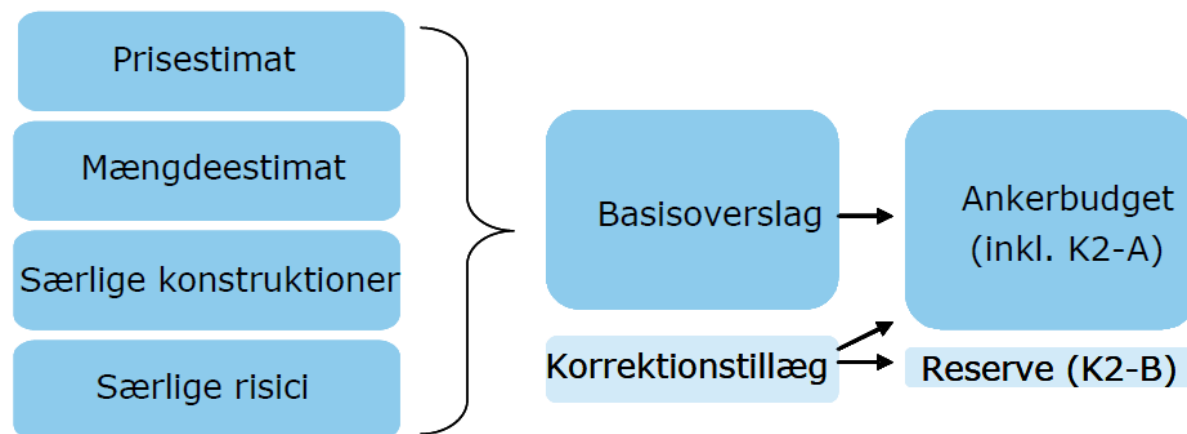 Prisestimat
Mængdeestimat
Særlige konstruktioner
Særlige risici
Basisoverslag
Korrektionstillæg
Ankerbudget
(inkl. K2-A)
Reserve (K2-B)